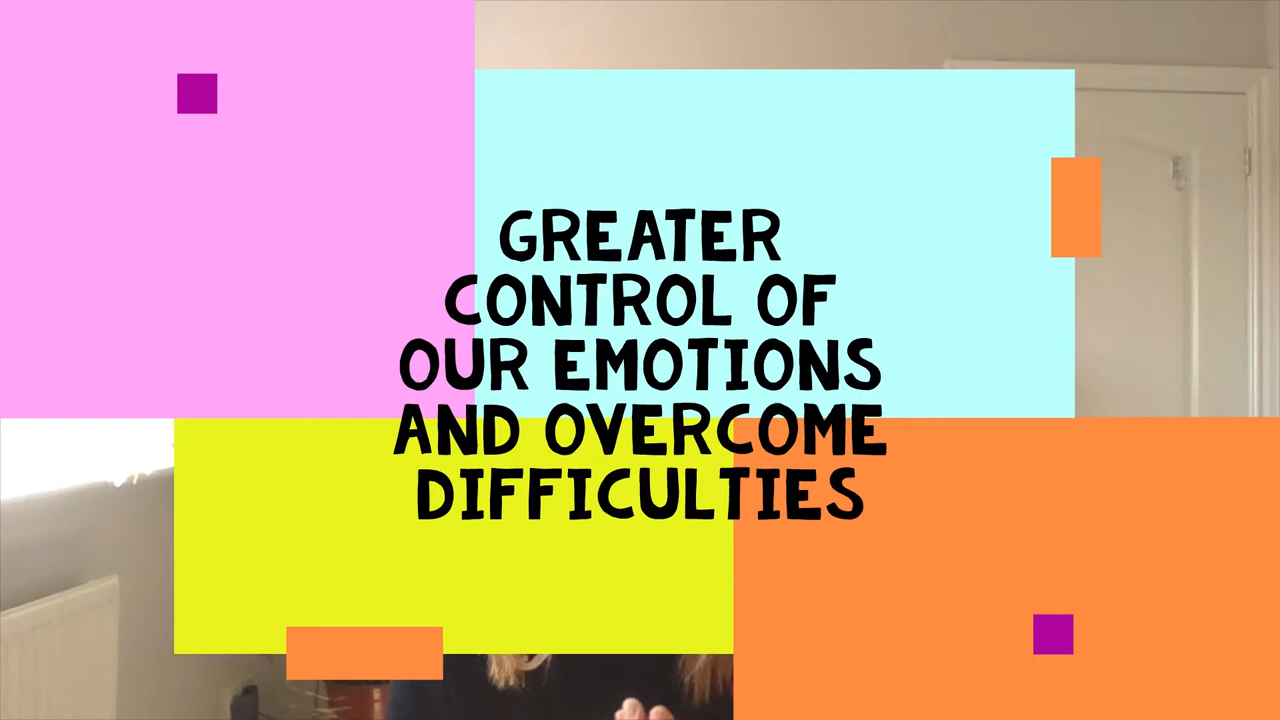 GREATER
CONTROL OF
OUR EMOTIONS
AND OVERCOME
DIFFICULTIES